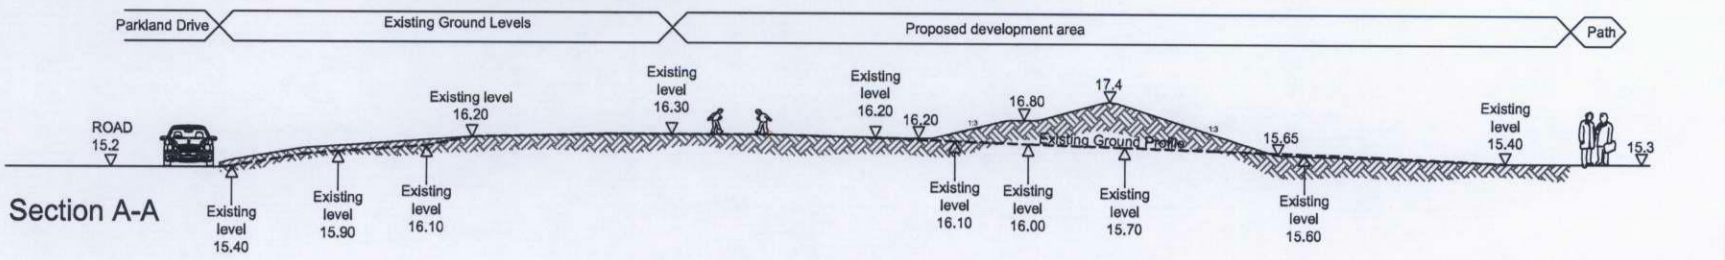 Parkland Drive
Existing Ground Levels
Proposed development area
Path
ROAD
15.2
Existing level
16.20
Existing
level
16.30
Existing
level
16.20
16.20
16.80
17.4
1:3
1:3
Existing Ground Profile
15.65
Existing
level
15.40
15.3
Section A-A
Existing
level
15.40
Existing
level
15.90
Existing
level
16.10
Existing
level
16.10
Existing
level
16.00
Existing
level
15.70
Existing
level
15.60